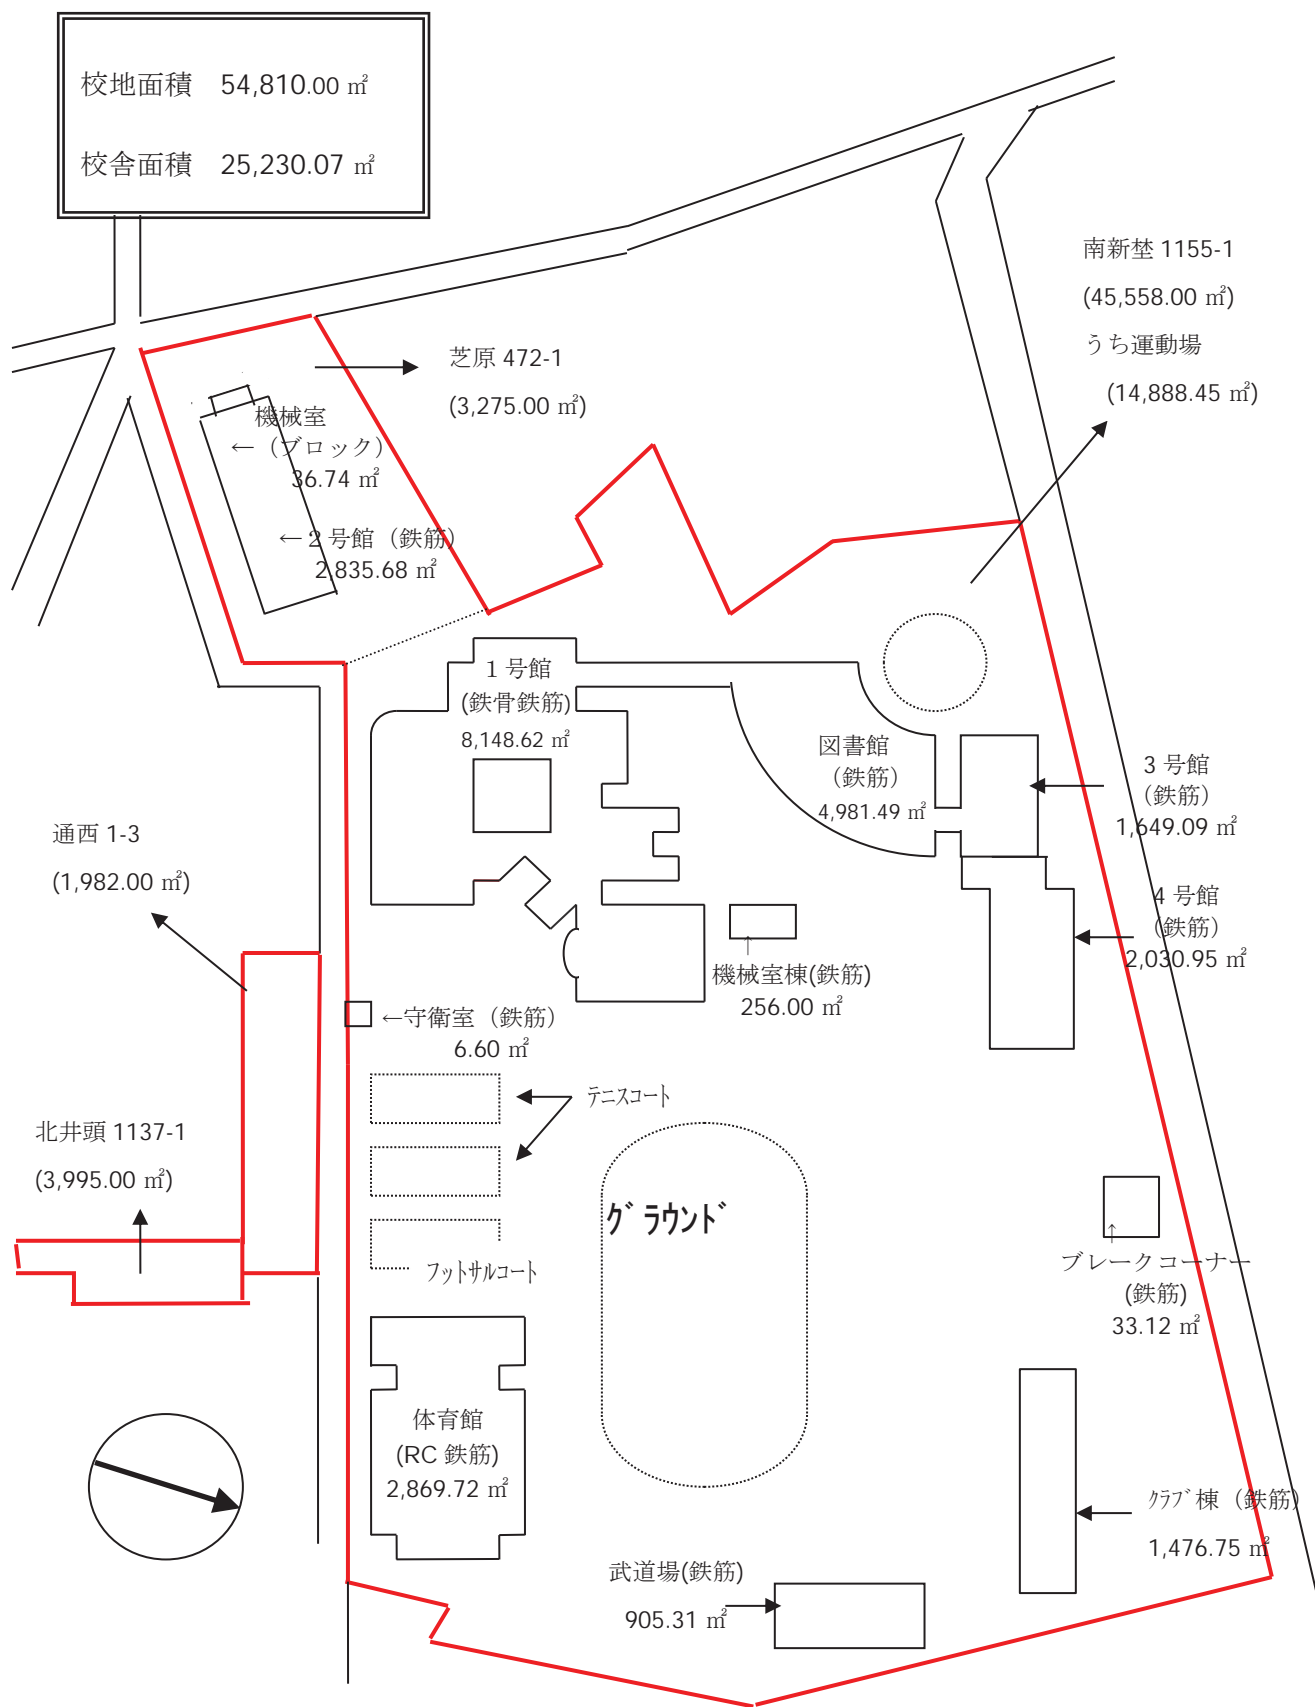 校地面積 54,810.00 ㎡
校舎面積 25,230.07 ㎡
南新埜 1155-1
(45,558.00 ㎡)
うち運動場
(14,888.45 ㎡)
芝原 472-1
(3,275.00 ㎡)
機械室
←（ブロック）
36.74 ㎡
←２号館（鉄筋）
2,835.68 ㎡
１号館
(鉄骨鉄筋)
8,148.62 ㎡
図書館
（鉄筋）
4,981.49 ㎡
3 号館
（鉄筋）
1,649.09 ㎡
通西 1-3
(1,982.00 ㎡)
4 号館
（鉄筋）
2,030.95 ㎡
↑
機械室棟(鉄筋)
256.00 ㎡
←守衛室（鉄筋）
6.60 ㎡
ﾃﾆｽｺｰﾄ
北井頭 1137-1
(3,995.00 ㎡)
ｸﾞﾗｳﾝﾄﾞ
ﾌｯﾄｻﾙｺｰﾄ
↑
ブレークコーナー
(鉄筋)
33.12 ㎡
体育館
(RC 鉄筋)
2,869.72 ㎡
ｸﾗﾌﾞ棟（鉄筋）
1,476.75 ㎡
武道場(鉄筋)
905.31 ㎡